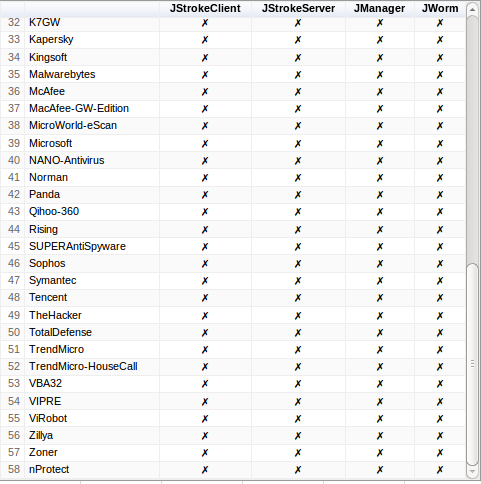 JStrokeClient JStrokeServer JManager JWorm
32 K7GW ✗ ✗ ✗ ✗
33 Kapersky ✗ ✗ ✗ ✗
34 Kingsoft ✗ ✗ ✗ ✗
35 Malwarebytes ✗ ✗ ✗ ✗
36 McAfee ✗ ✗ ✗ ✗
37 MacAfee-GW-Edition ✗ ✗ ✗ ✗
38 MicroWorld-eScan ✗ ✗ ✗ ✗
39 Microsoft ✗ ✗ ✗ ✗
40 NANO-Antivirus ✗ ✗ ✗ ✗
41 Norman ✗ ✗ ✗ ✗
42 Panda ✗ ✗ ✗ ✗
43 Qihoo-360 ✗ ✗ ✗ ✗
44 Rising ✗ ✗ ✗ ✗
45 SUPERAntiSpyware ✗ ✗ ✗ ✗
46 Sophos ✗ ✗ ✗ ✗
47 Symantec ✗ ✗ ✗ ✗
48 Tencent ✗ ✗ ✗ ✗
49 TheHacker ✗ ✗ ✗ ✗
50 TotalDefense ✗ ✗ ✗ ✗
51 TrendMicro ✗ ✗ ✗ ✗
52 TrendMicro-HouseCall ✗ ✗ ✗ ✗
53 VBA32 ✗ ✗ ✗ ✗
54 VIPRE ✗ ✗ ✗ ✗
55 ViRobot ✗ ✗ ✗ ✗
56 Zillya ✗ ✗ ✗ ✗
57 Zoner ✗ ✗ ✗ ✗
58 nProtect ✗ ✗ ✗ ✗